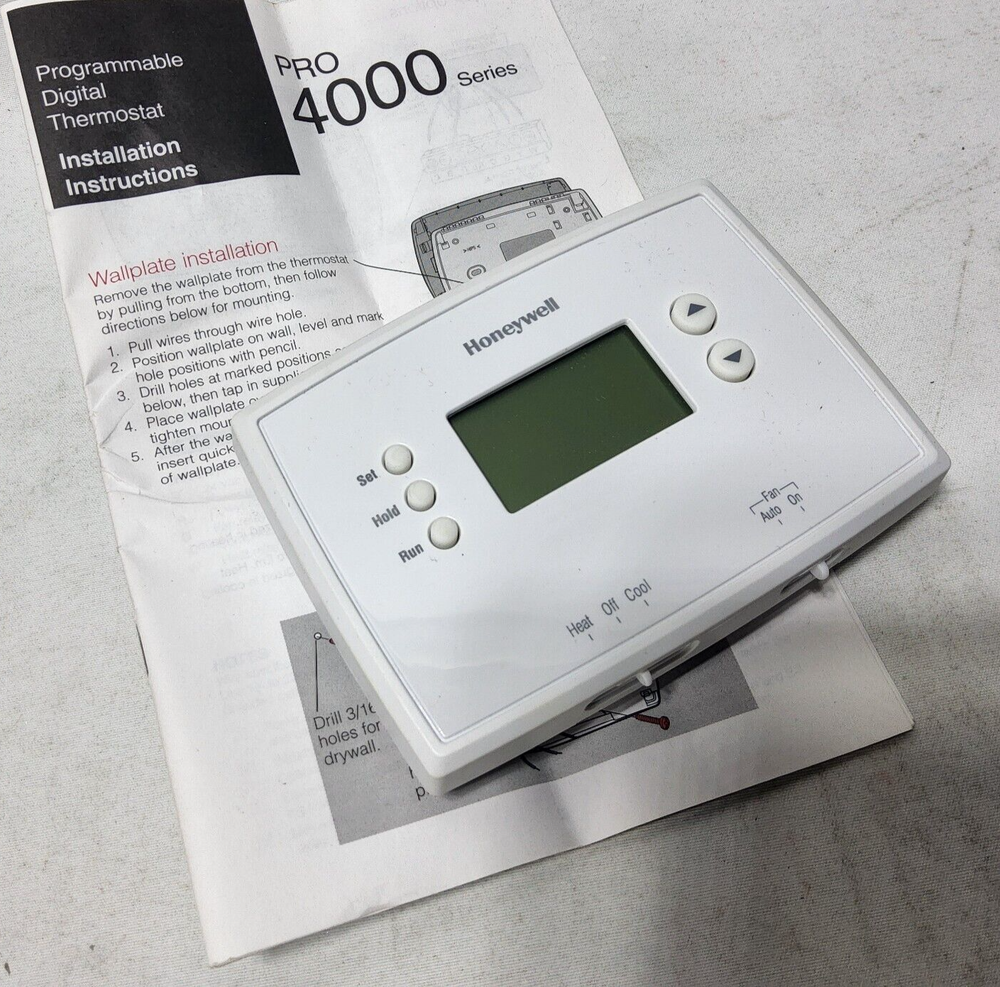 Programmable
Digital
Thermostat
Installation
Instructions
PRO
4000 Series
Wallplate installation
Remove the wallplate from the thermostat
by pulling from the bottom, then follow
directions below for mounting.
1. Pull wires through wire hole.
2. Position wallplate on wall, level and mark
hole positions with pencil.
3. Drill holes at marked positions
below, then tap in
4. Place wallplate
tighten
5. After the
insert
of wallplate.
Honeywell
Set
Hold
Run
Fan
Auto On
Heat Off Cool
Drill 3/16
holes for
drywall.